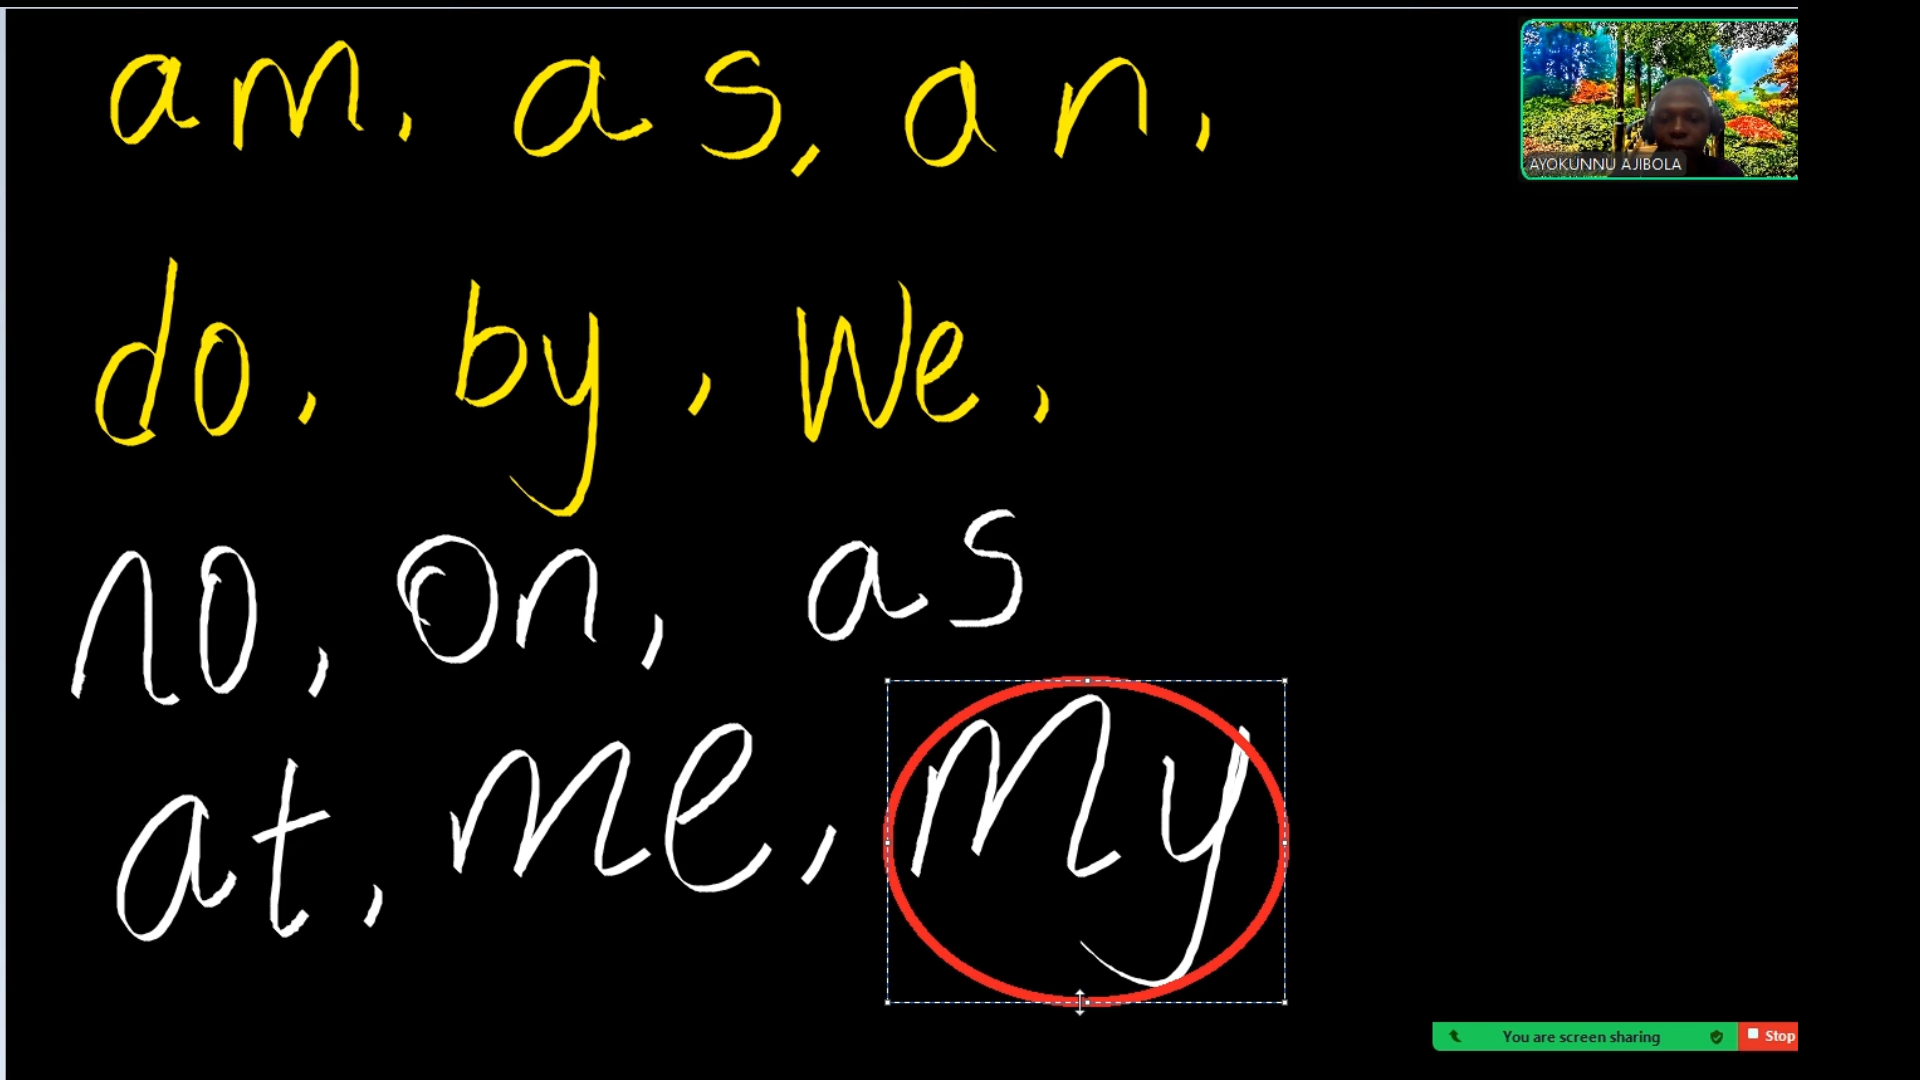 am, as, an,
AYOKUNNU AJIBOLA
do, by, we,
no, on, as
at, me, my
You are screen sharing Stop